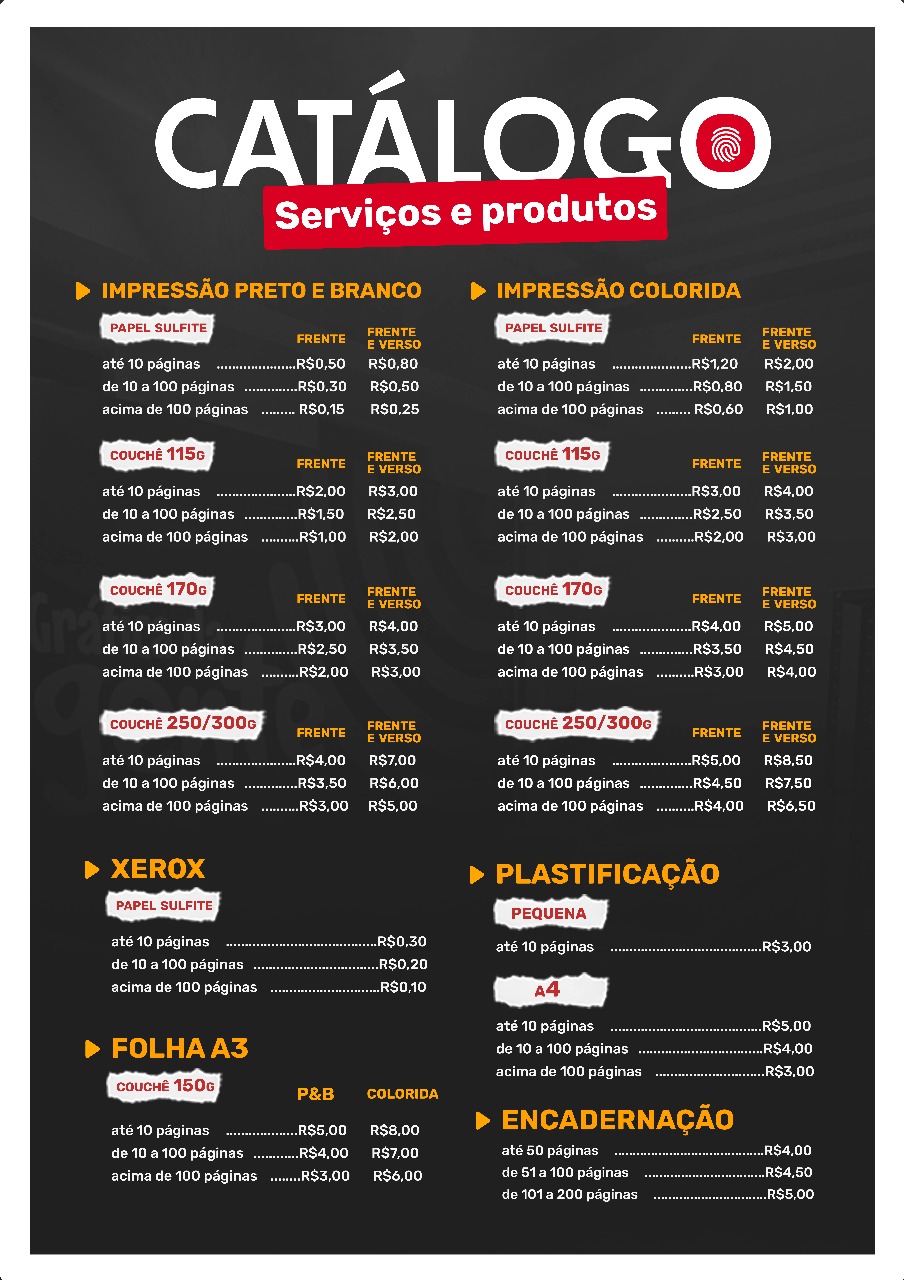 CATÁLOGO
Serviços e produtos
IMPRESSÃO PRETO E BRANCO
PAPEL SULFITE FRENTE FRENTE E VERSO
até 10 páginas ......................R$0,50 R$0,80
de 10 a 100 páginas ..............R$0,30 R$0,50
acima de 100 páginas ......... R$0,15 R$0,25
COUCHÊ 115G FRENTE FRENTE E VERSO
até 10 páginas ......................R$2,00 R$3,00
de 10 a 100 páginas ..............R$1,50 R$2,50
acima de 100 páginas ..........R$1,00 R$2,00
COUCHÊ 170G FRENTE FRENTE E VERSO
até 10 páginas ......................R$3,00 R$4,00
de 10 a 100 páginas ..............R$2,50 R$3,50
acima de 100 páginas ..........R$2,00 R$3,00
COUCHÊ 250/300G FRENTE FRENTE E VERSO
até 10 páginas ......................R$4,00 R$7,00
de 10 a 100 páginas ..............R$3,50 R$6,00
acima de 100 páginas ..........R$3,00 R$5,00
XEROX
PAPEL SULFITE
até 10 páginas ........................................R$0,30
de 10 a 100 páginas .................................R$0,20
acima de 100 páginas .............................R$0,10
FOLHA A3
COUCHÊ 150G P&B COLORIDA
até 10 páginas ...................R$5,00 R$8,00
de 10 a 100 páginas ............R$4,00 R$7,00
acima de 100 páginas ........R$3,00 R$6,00
IMPRESSÃO COLORIDA
PAPEL SULFITE FRENTE FRENTE E VERSO
até 10 páginas ......................R$1,20 R$2,00
de 10 a 100 páginas ..............R$0,80 R$1,50
acima de 100 páginas ......... R$0,60 R$1,00
COUCHÊ 115G FRENTE FRENTE E VERSO
até 10 páginas ......................R$3,00 R$4,00
de 10 a 100 páginas ..............R$2,50 R$3,50
acima de 100 páginas ..........R$2,00 R$3,00
COUCHÊ 170G FRENTE FRENTE E VERSO
até 10 páginas ......................R$4,00 R$5,00
de 10 a 100 páginas ..............R$3,50 R$4,50
acima de 100 páginas ..........R$3,00 R$4,00
COUCHÊ 250/300G FRENTE FRENTE E VERSO
até 10 páginas ......................R$5,00 R$8,50
de 10 a 100 páginas ..............R$4,50 R$7,50
acima de 100 páginas ..........R$4,00 R$6,50
PLASTIFICAÇÃO
PEQUENA
até 10 páginas ........................................R$3,00
A4
até 10 páginas ........................................R$5,00
de 10 a 100 páginas .................................R$4,00
acima de 100 páginas .............................R$3,00
ENCADERNAÇÃO
até 50 páginas ........................................R$4,00
de 51 a 100 páginas ................................R$4,50
de 101 a 200 páginas ..............................R$5,00